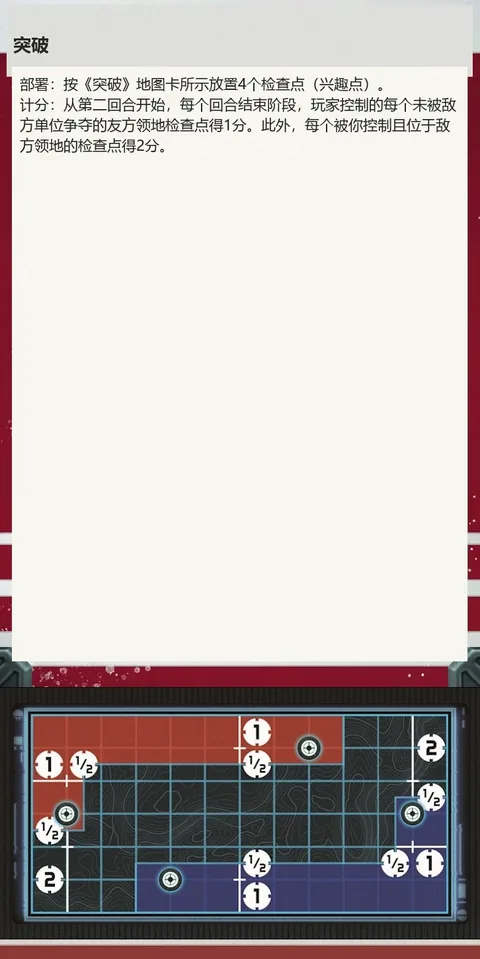 突破
部署：按《突破》地图卡所示放置4个检查点（兴趣点）。
计分：从第二回合开始，每个回合结束阶段，玩家控制的每个未被敌
方单位争夺的友方领地检查点得1分。此外，每个被你控制且位于敌
方领地的检查点得2分。
1
2
1 1/2 1/2
1/2
1/2
1/2 1/2 1
2
1